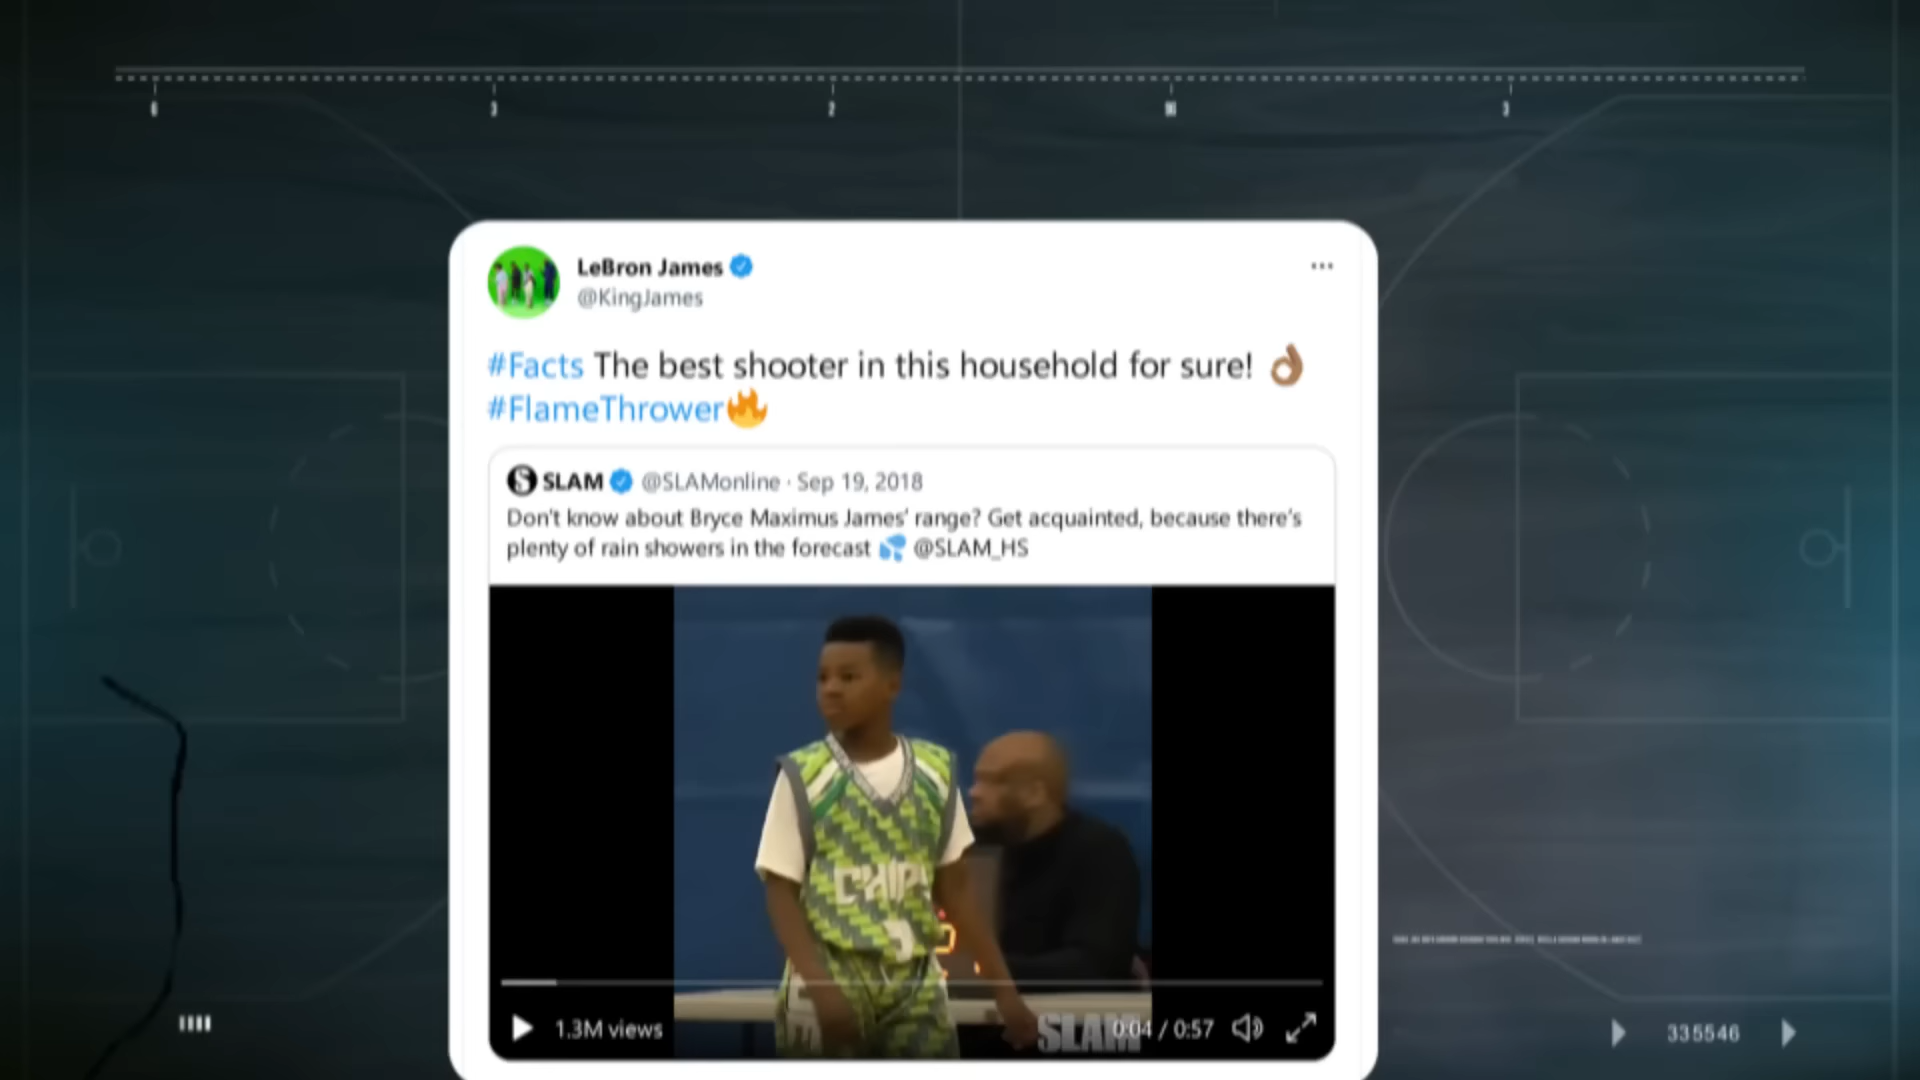 LeBron James
@KingJames
#Facts The best shooter in this household for sure! 👌🏽
#FlameThrower🔥
SLAM @SLAMonline · Sep 19, 2018
Don't know about Bryce Maximus James' range? Get acquainted, because there's
plenty of rain showers in the forecast 💦 @SLAM_HS
1.3M views
SLAM
0:04 / 0:57
335546